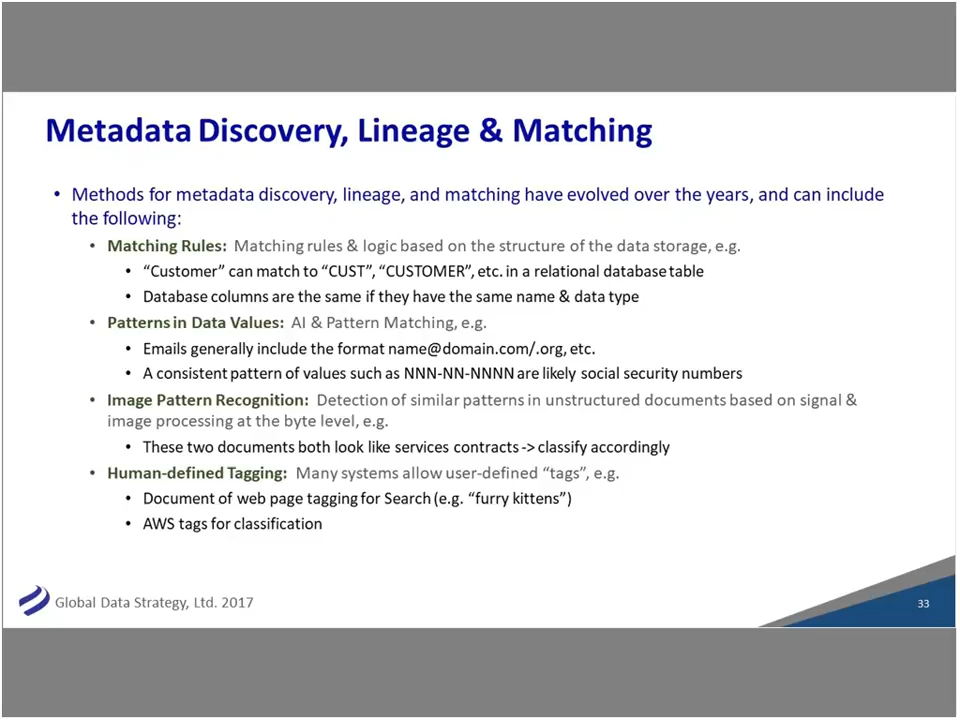 Metadata Discovery, Lineage & Matching
• Methods for metadata discovery, lineage, and matching have evolved over the years, and can include
the following:
• Matching Rules: Matching rules & logic based on the structure of the data storage, e.g.
• “Customer” can match to “CUST”, “CUSTOMER”, etc. in a relational database table
• Database columns are the same if they have the same name & data type
• Patterns in Data Values: AI & Pattern Matching, e.g.
• Emails generally include the format name@domain.com/.org, etc.
• A consistent pattern of values such as NNN-NN-NNNN are likely social security numbers
• Image Pattern Recognition: Detection of similar patterns in unstructured documents based on signal &
image processing at the byte level, e.g.
• These two documents both look like services contracts -> classify accordingly
• Human-defined Tagging: Many systems allow user-defined “tags”, e.g.
• Document of web page tagging for Search (e.g. “furry kittens”)
• AWS tags for classification
Global Data Strategy, Ltd. 2017
33